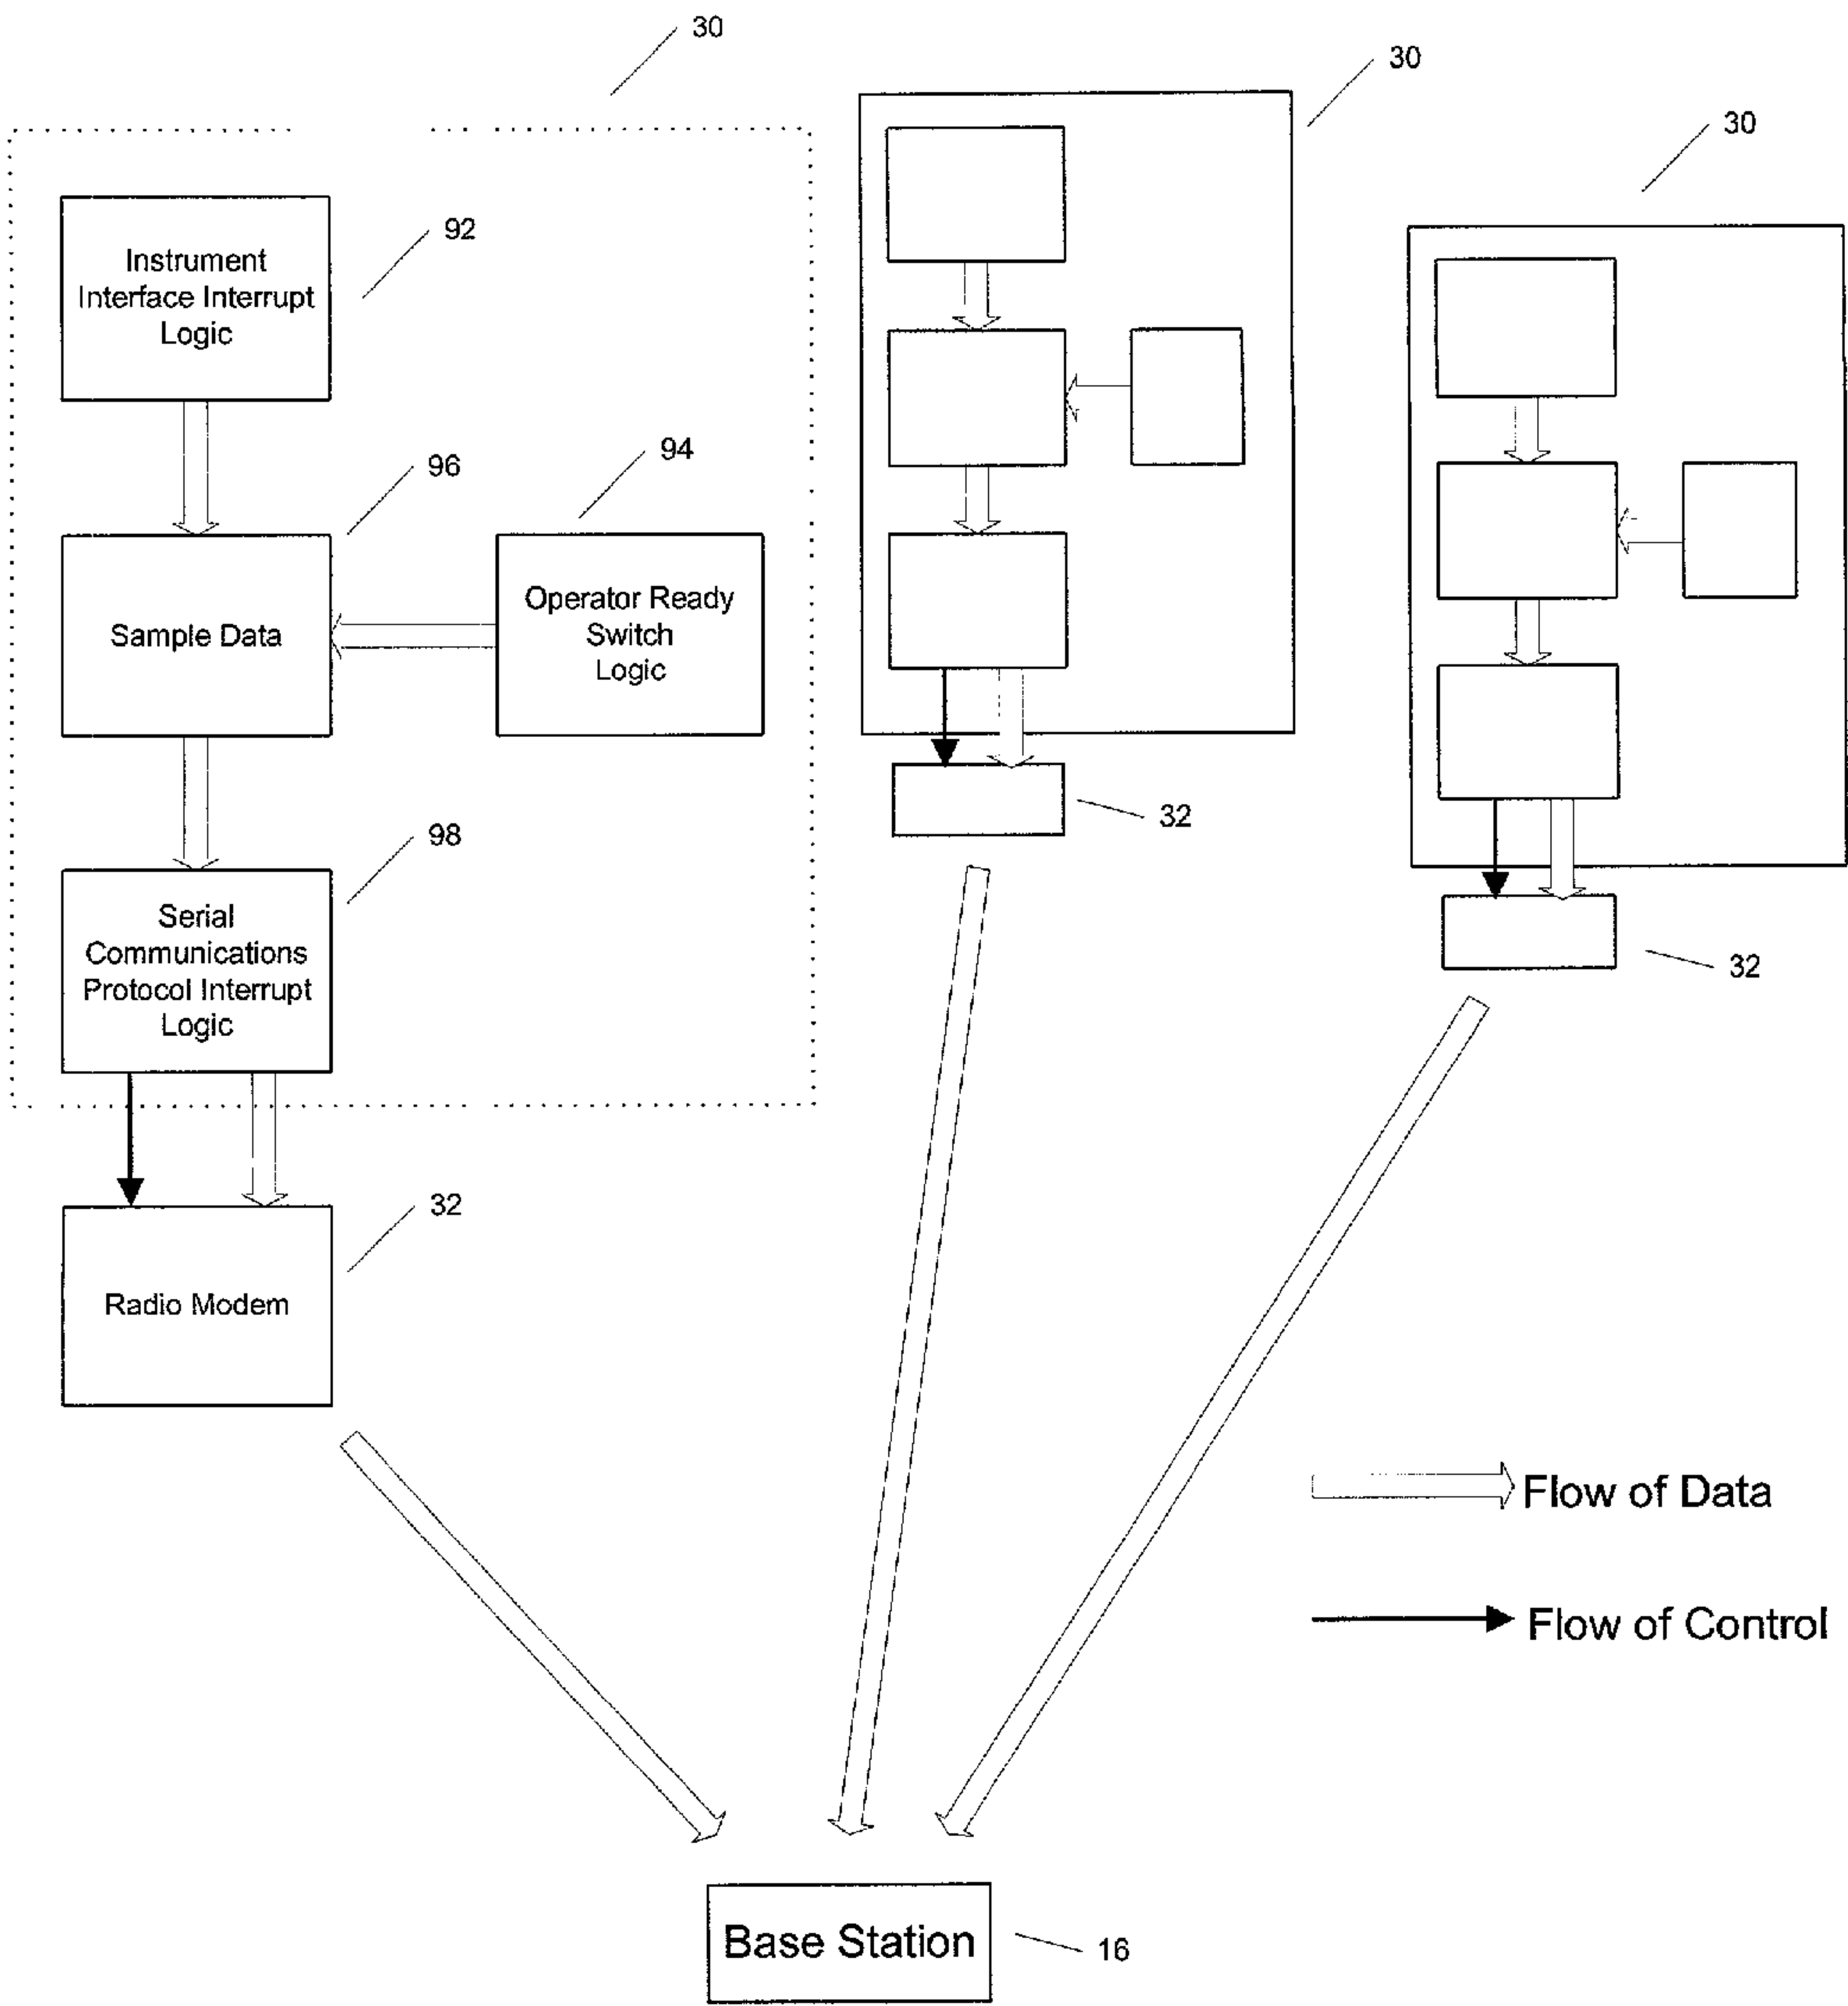 30
30
30
92
Instrument
Interface Interrupt
Logic
96
94
Sample Data
Operator Ready
Switch
Logic
32
98
Serial
Communications
Protocol Interrupt
Logic
32
32
Radio Modem
Flow of Data
Flow of Control
Base Station
16